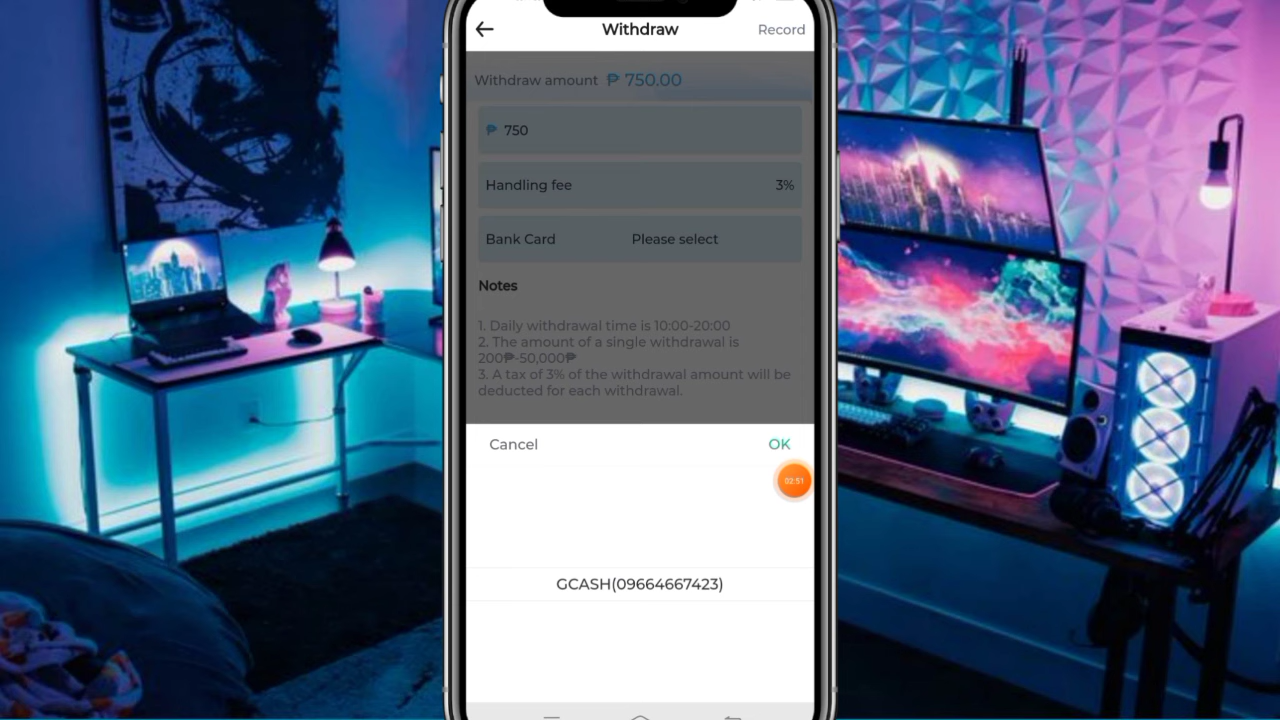 Withdraw
Record
Withdraw amount ₱ 750.00
₱ 750
Handling fee 3%
Bank Card Please select
Notes
1. Daily withdrawal time is 10:00-20:00
2. The amount of a single withdrawal is
200₱-50,000₱
3. A tax of 3% of the withdrawal amount will be
deducted for each withdrawal.
Cancel OK
02:51
GCASH(09664667423)